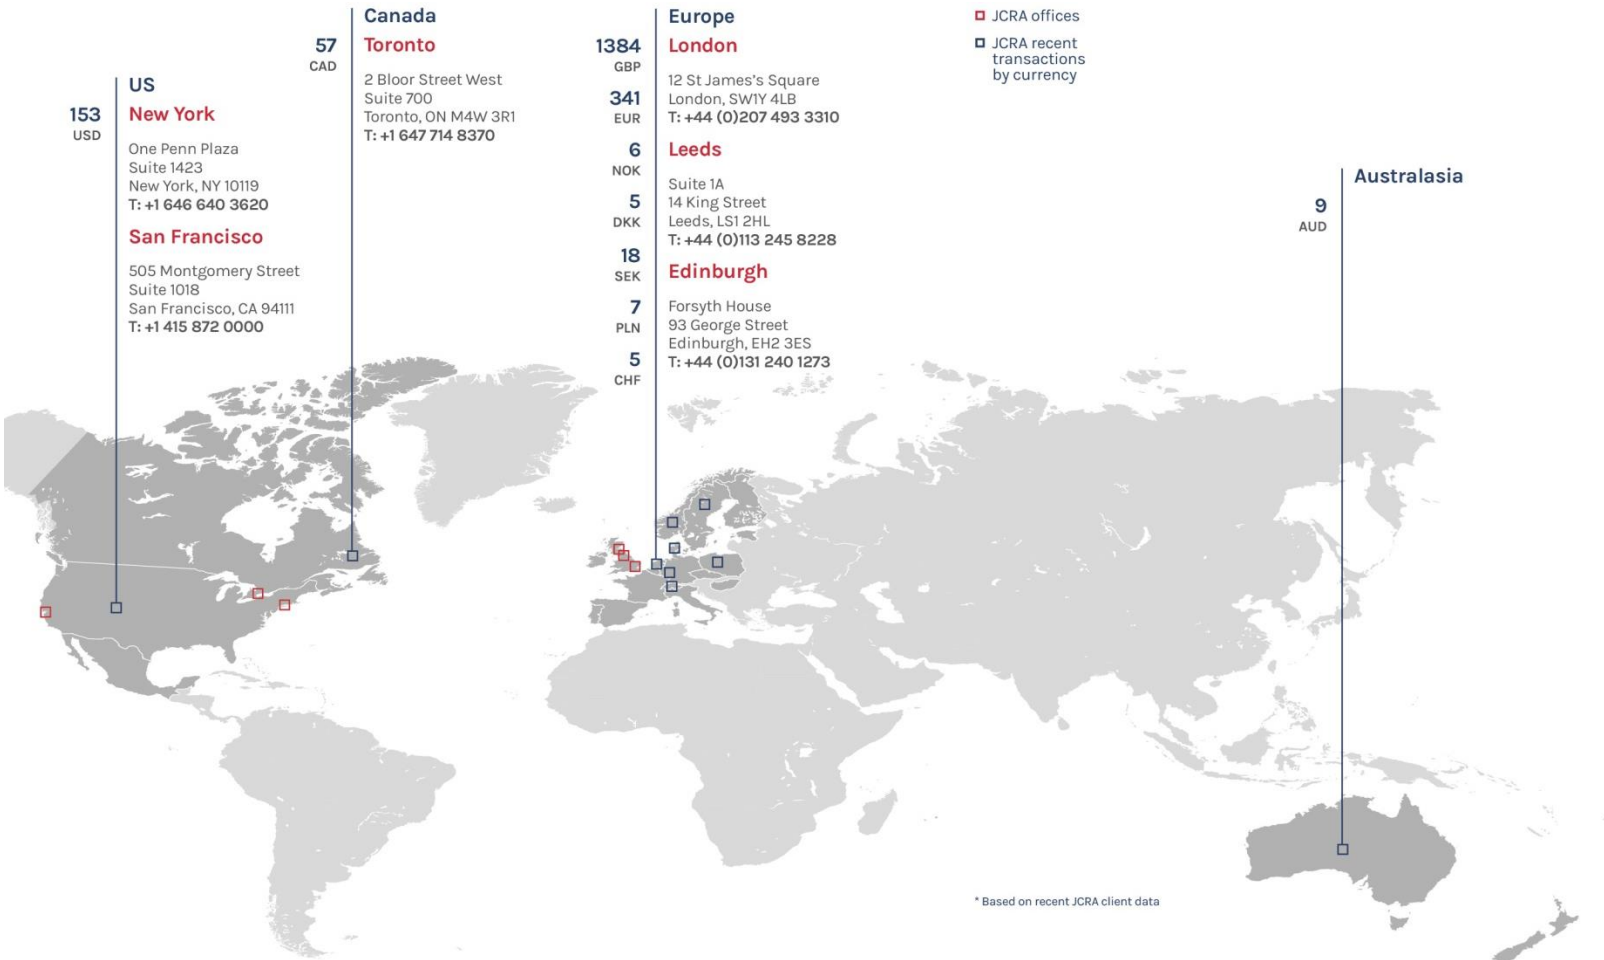 US
153
USD
New York
One Penn Plaza
Suite 1423
New York, NY 10119
T: +1 646 640 3620
San Francisco
505 Montgomery Street
Suite 1018
San Francisco, CA 94111
T: +1 415 872 0000
Canada
57
CAD
Toronto
2 Bloor Street West
Suite 700
Toronto, ON M4W 3R1
T: +1 647 714 8370
Europe
1384
GBP
341
EUR
6
NOK
5
DKK
18
SEK
7
PLN
5
CHF
London
12 St James's Square
London, SW1Y 4LB
T: +44 (0)207 493 3310
Leeds
Suite 1A
14 King Street
Leeds, LS1 2HL
T: +44 (0)113 245 8228
Edinburgh
Forsyth House
93 George Street
Edinburgh, EH2 3ES
T: +44 (0)131 240 1273
JCRA offices
JCRA recent
transactions
by currency
Australasia
9
AUD
* Based on recent JCRA client data